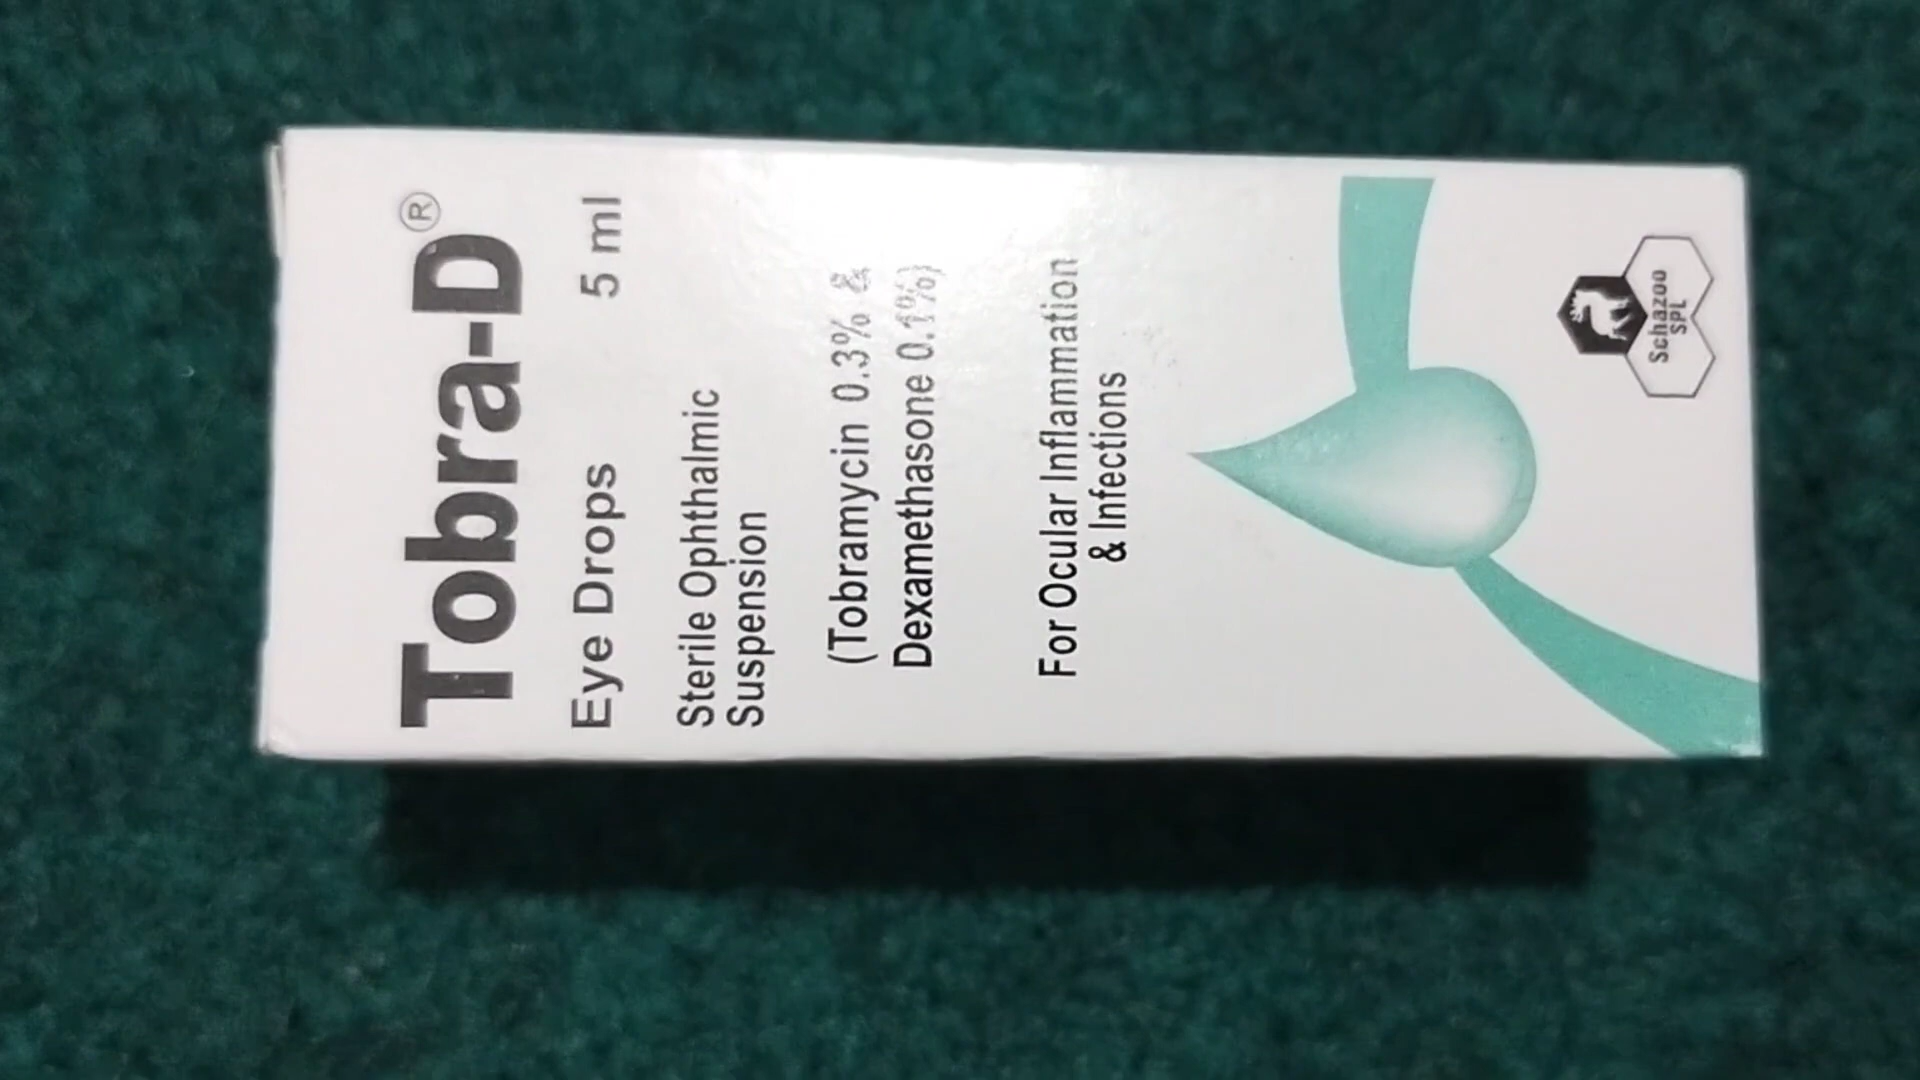 Tobra-D®
Eye Drops 5 ml
Sterile Ophthalmic
Suspension
(Tobramycin 0.3% &
Dexamethasone 0.1%)
For Ocular Inflammation
& Infections
Schazoo
SPL